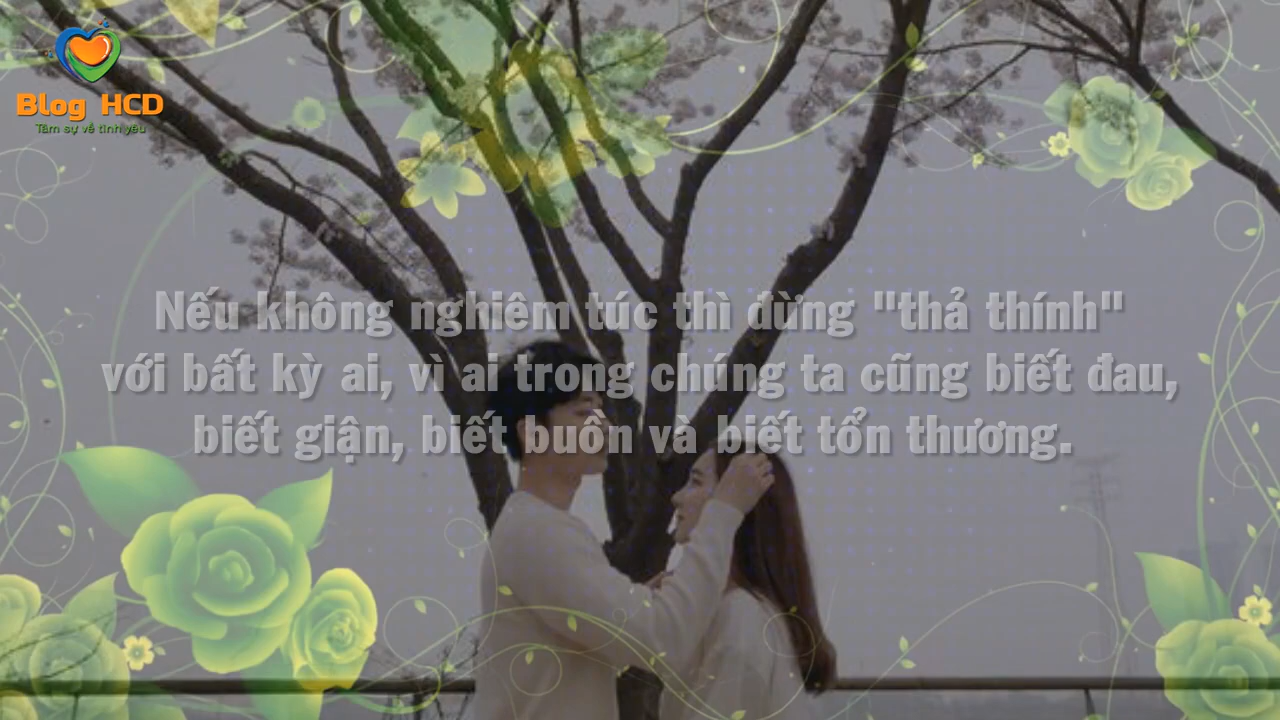 Blog HCD
Tâm sự về tình yêu
Nếu không nghiêm túc thì dừng "thả thính"
với bất kỳ ai, vì ai trong chúng ta cũng biết đau,
biết giận, biết buồn và biết tổn thương.